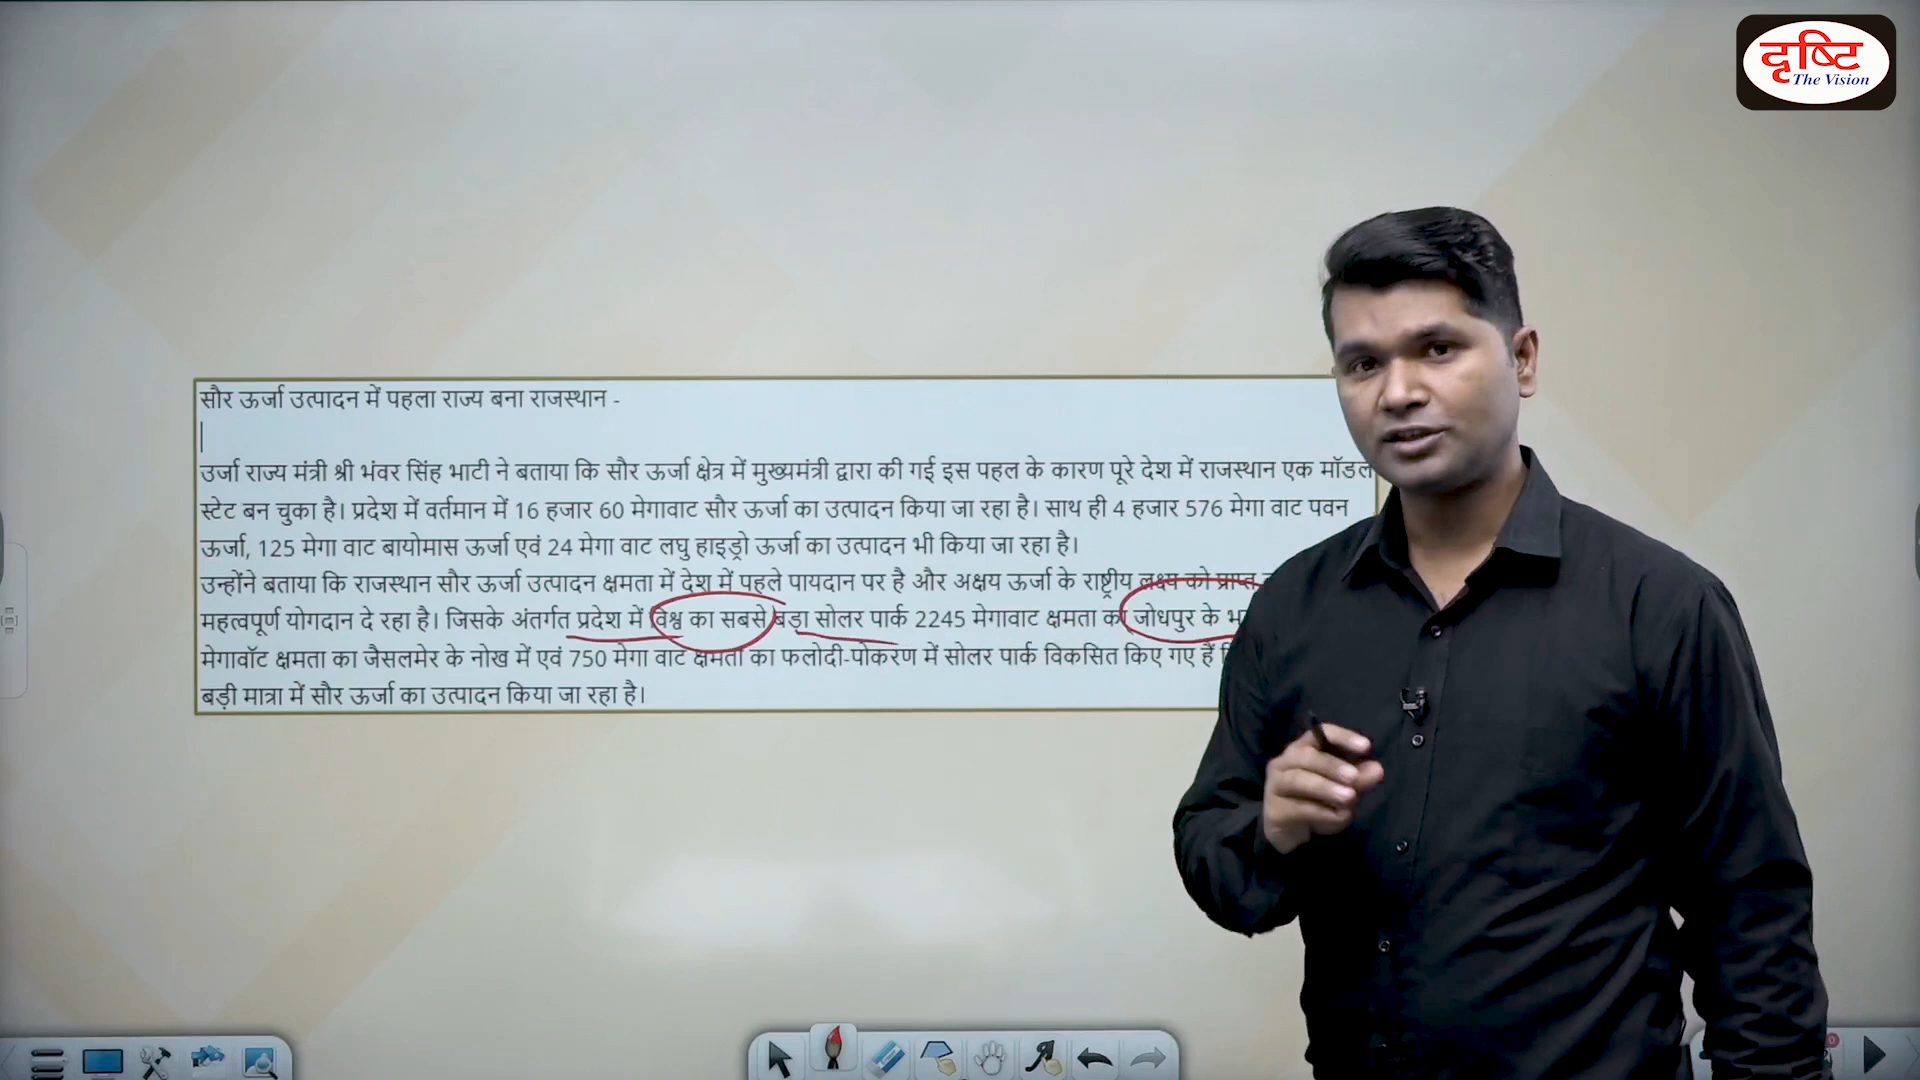 दृष्टि
The Vision
सौर ऊर्जा उत्पादन में पहला राज्य बना राजस्थान -
उर्जा राज्य मंत्री श्री भंवर सिंह भाटी ने बताया कि सौर ऊर्जा क्षेत्र में मुख्यमंत्री द्वारा की गई इस पहल के कारण पूरे देश में राजस्थान एक मॉडल
स्टेट बन चुका है। प्रदेश में वर्तमान में 16 हजार 60 मेगावाट सौर ऊर्जा का उत्पादन किया जा रहा है। साथ ही 4 हजार 576 मेगा वाट पवन
ऊर्जा, 125 मेगा वाट बायोमास ऊर्जा एवं 24 मेगा वाट लघु हाइड्रो ऊर्जा का उत्पादन भी किया जा रहा है।
उन्होंने बताया कि राजस्थान सौर ऊर्जा उत्पादन क्षमता में देश में पहले पायदान पर है और अक्षय ऊर्जा के राष्ट्रीय लक्ष्य को प्राप्त
महत्वपूर्ण योगदान दे रहा है। जिसके अंतर्गत प्रदेश में विश्व का सबसे बड़ा सोलर पार्क 2245 मेगावाट क्षमता का जोधपुर के
मेगावॉट क्षमता का जैसलमेर के नोख में एवं 750 मेगा वाट क्षमता का फलोदी-पोकरण में सोलर पार्क विकसित किए गए हैं
बड़ी मात्रा में सौर ऊर्जा का उत्पादन किया जा रहा है।